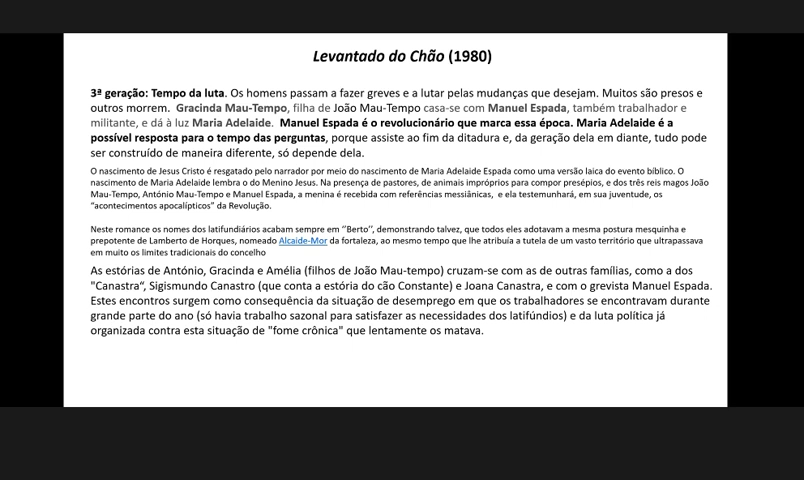 Levantado do Chão (1980)
3ª geração: Tempo da luta. Os homens passam a fazer greves e a lutar pelas mudanças que desejam. Muitos são presos e
outros morrem. Gracinda Mau-Tempo, filha de João Mau-Tempo casa-se com Manuel Espada, também trabalhador e
militante, e dá à luz Maria Adelaide. Manuel Espada é o revolucionário que marca essa época. Maria Adelaide é a
possível resposta para o tempo das perguntas, porque assiste ao fim da ditadura e, da geração dela em diante, tudo pode
ser construído de maneira diferente, só depende dela.
O nascimento de Jesus Cristo é resgatado pelo narrador por meio do nascimento de Maria Adelaide Espada como uma versão laica do evento bíblico. O
nascimento de Maria Adelaide lembra o do Menino Jesus. Na presença de pastores, de animais impróprios para compor presépios, e dos três reis magos João
Mau-Tempo, António Mau-Tempo e Manuel Espada, a menina é recebida com referências messiânicas, e ela testemunhará, em sua juventude, os
“acontecimentos apocalípticos” da Revolução.
Neste romance os nomes dos latifundiários acabam sempre em ‘’Berto’’, demonstrando talvez, que todos eles adotavam a mesma postura mesquinha e
prepotente de Lamberto de Horques, nomeado Alcaide-Mor da fortaleza, ao mesmo tempo que lhe atribuía a tutela de um vasto território que ultrapassava
em muito os limites tradicionais do concelho
As estórias de António, Gracinda e Amélia (filhos de João Mau-tempo) cruzam-se com as de outras famílias, como a dos
"Canastra“, Sigismundo Canastro (que conta a estória do cão Constante) e Joana Canastra, e com o grevista Manuel Espada.
Estes encontros surgem como consequência da situação de desemprego em que os trabalhadores se encontravam durante
grande parte do ano (só havia trabalho sazonal para satisfazer as necessidades dos latifúndios) e da luta política já
organizada contra esta situação de "fome crônica" que lentamente os matava.